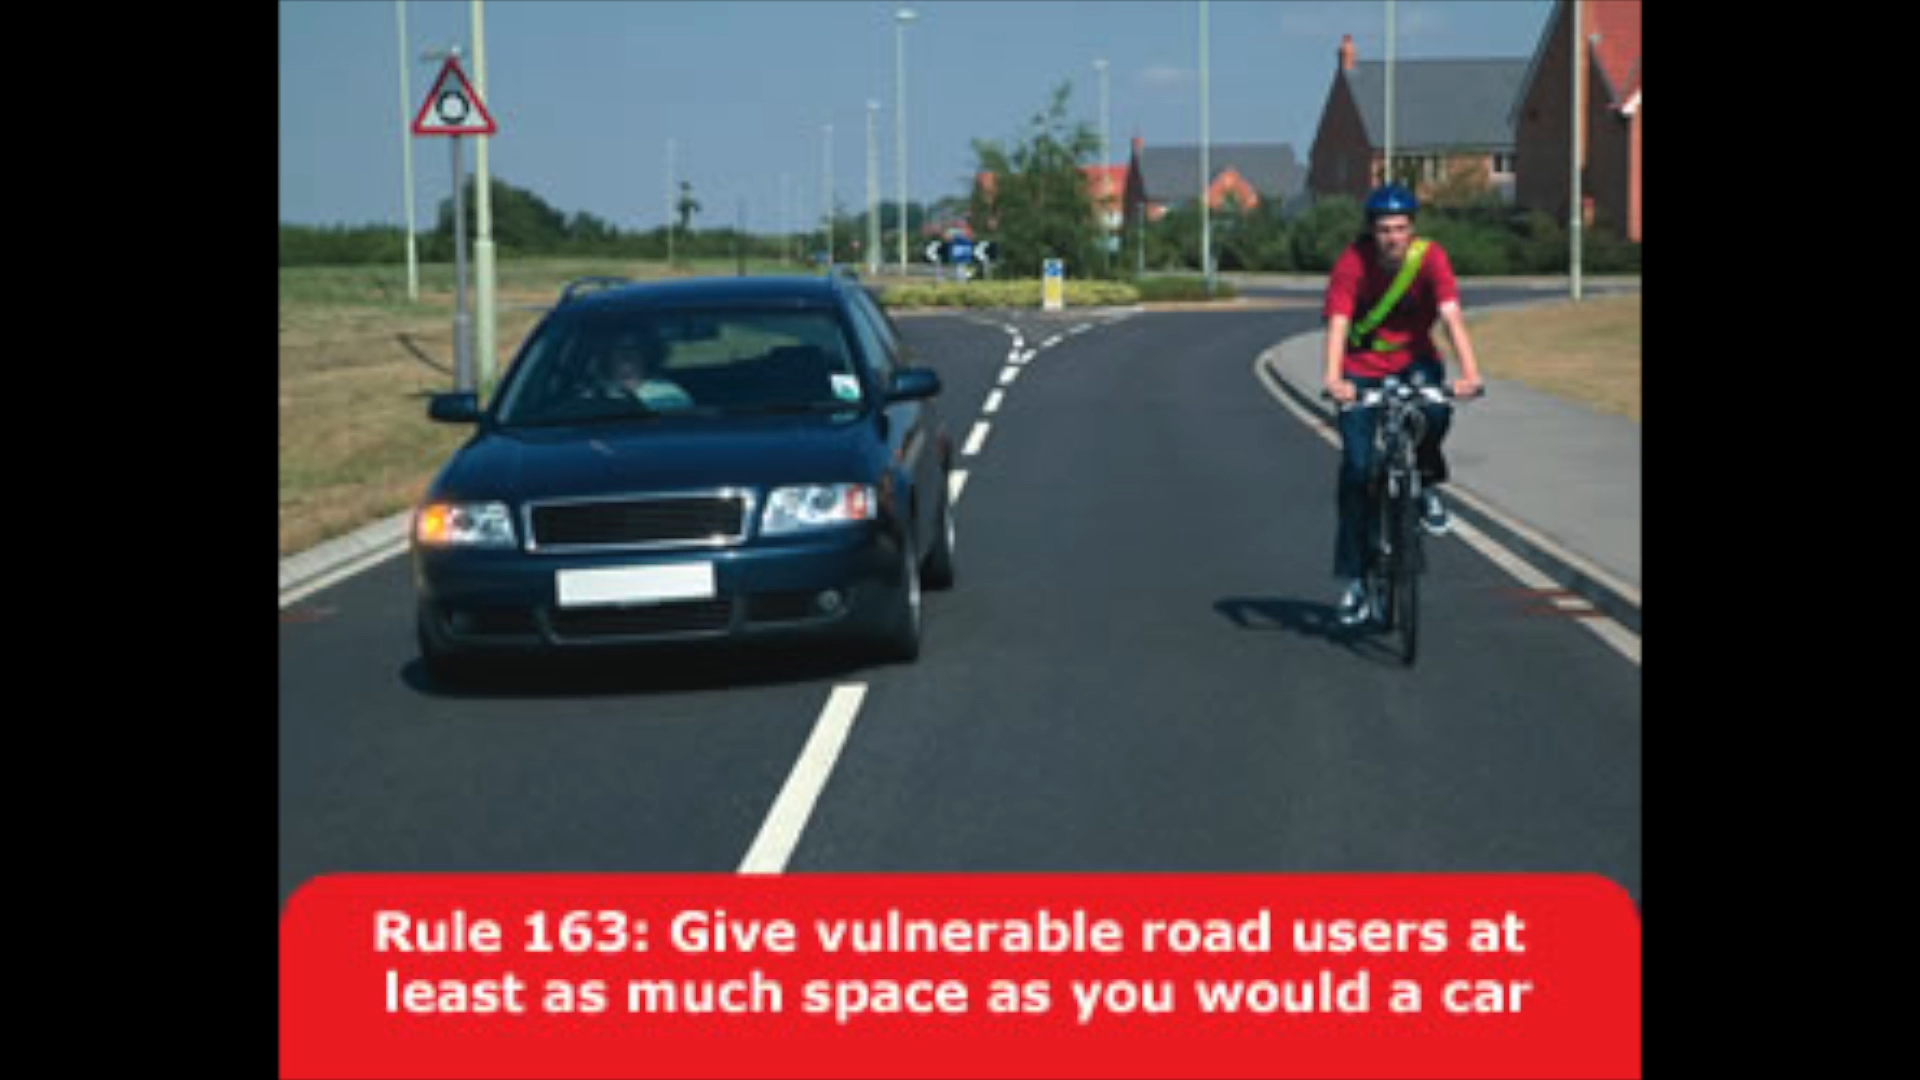 Rule 163: Give vulnerable road users at
least as much space as you would a car